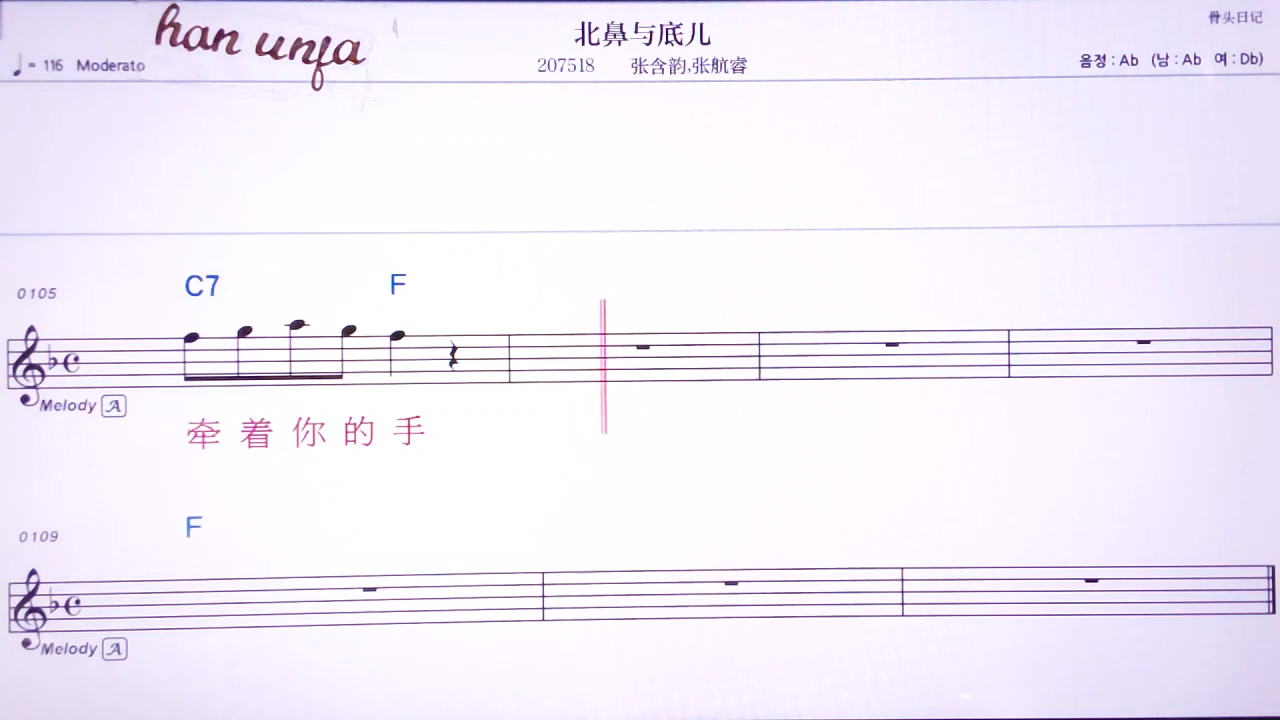 han unfa
北鼻与底儿
骨头日记
♩= 116 Moderato
207518 张含韵,张航睿
음정 : Ab (남 : Ab 여 : Db)
0105
C7 F
Melody A
牵 着 你 的 手
0109
F
Melody A